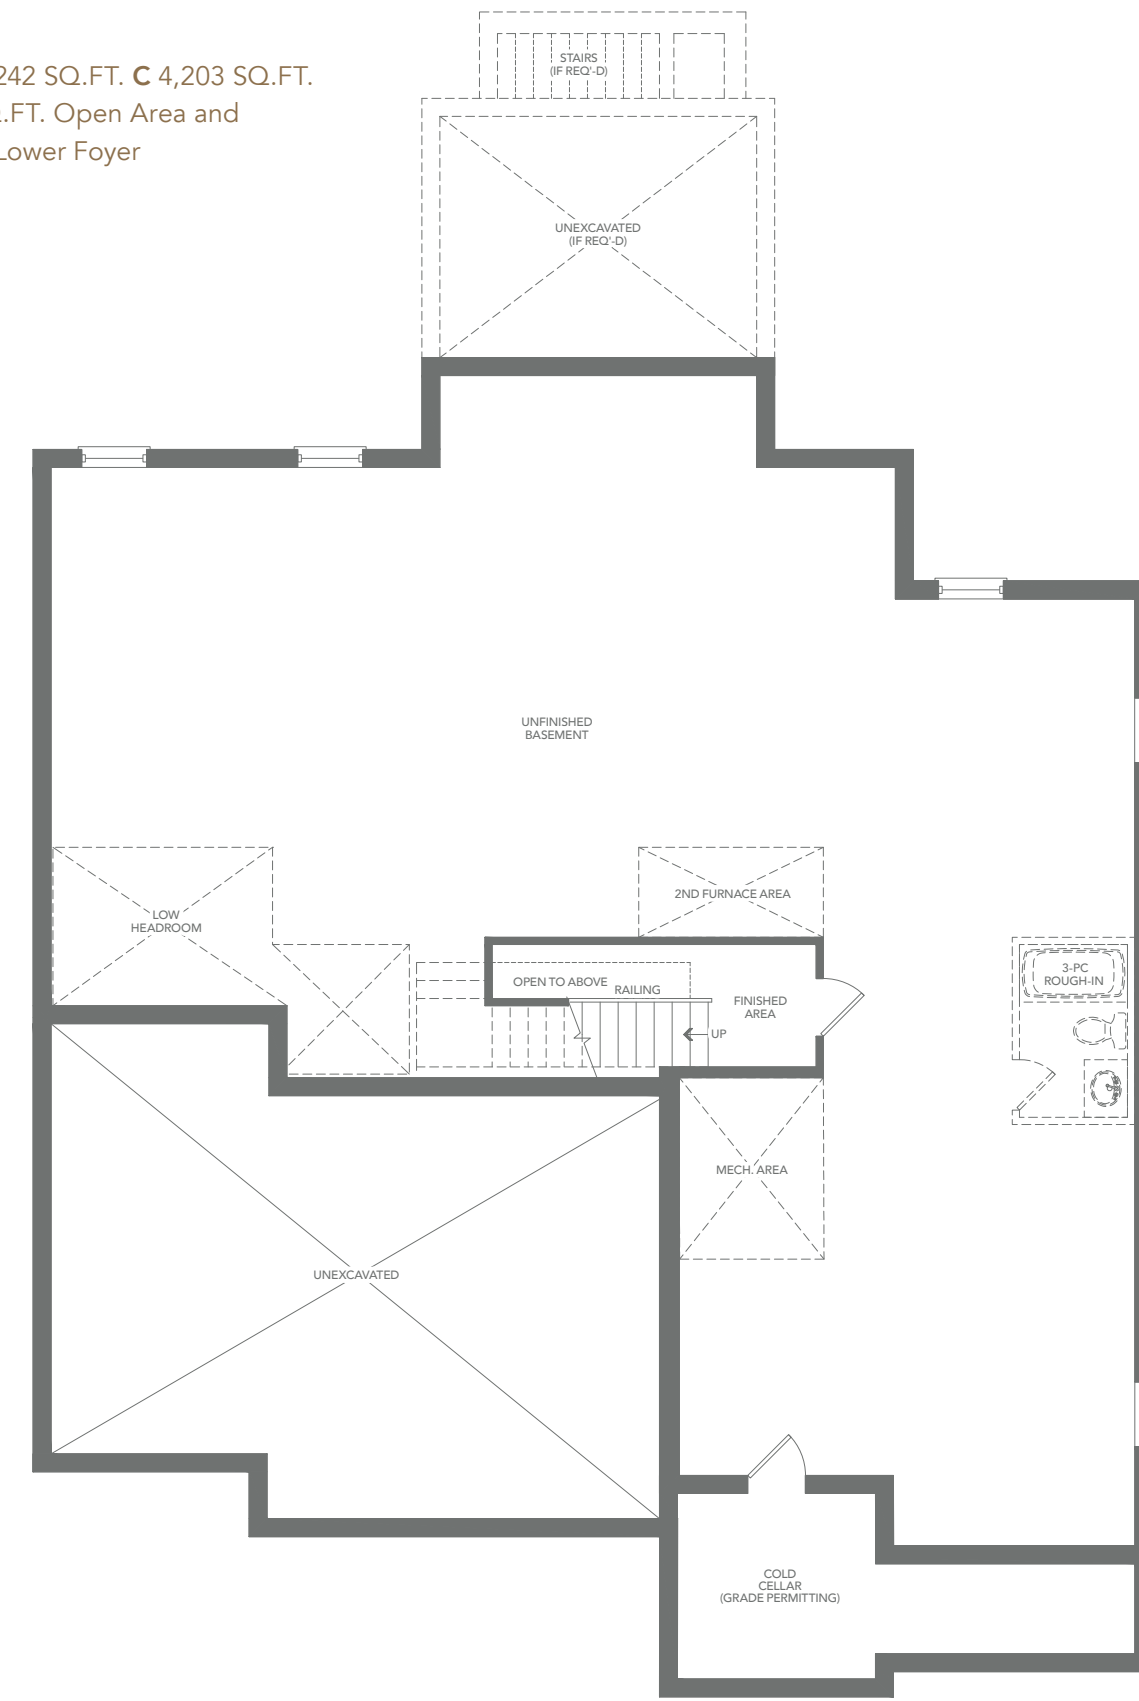 242 SQ.FT. C 4,203 SQ.FT.
.FT. Open Area and
Lower Foyer
STAIRS
(IF REQ'-D)
UNEXCAVATED
(IF REQ'-D)
UNFINISHED
BASEMENT
LOW
HEADROOM
2ND FURNACE AREA
OPEN TO ABOVE
RAILING
FINISHED
AREA
UP
3-PC
ROUGH-IN
MECH. AREA
UNEXCAVATED
COLD
CELLAR
(GRADE PERMITTING)